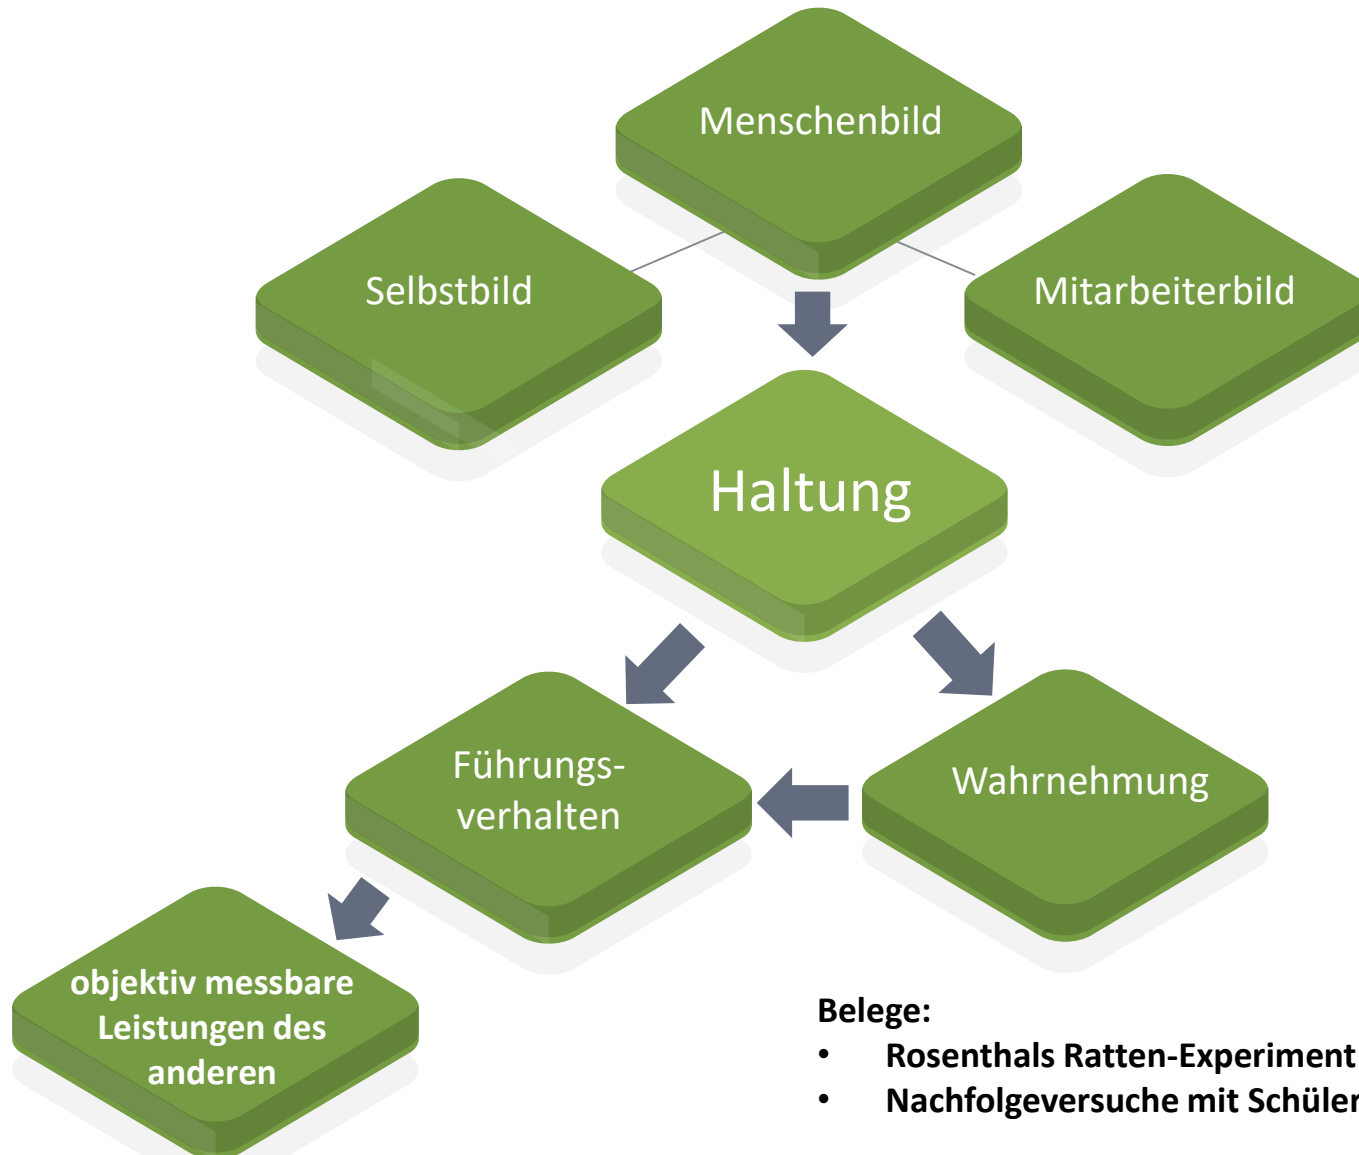 Menschenbild
Selbstbild
Mitarbeiterbild
Haltung
Führungs-
verhalten
Wahrnehmung
objektiv messbare
Leistungen des
anderen
Belege:
• Rosenthals Ratten-Experiment
• Nachfolgeversuche mit Schüler